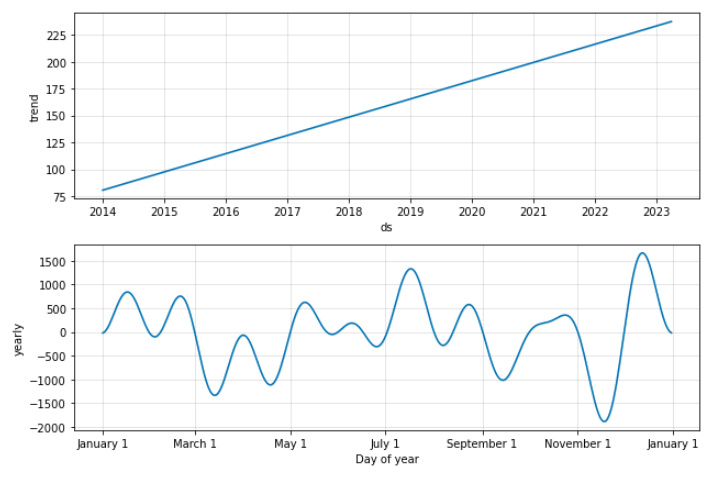 225
200
175
150
125
100
75
trend
2014 2015 2016 2017 2018 2019 2020 2021 2022 2023
ds
1500
1000
500
0
−500
−1000
−1500
−2000
yearly
January 1 March 1 May 1 July 1 September 1 November 1 January 1
Day of year